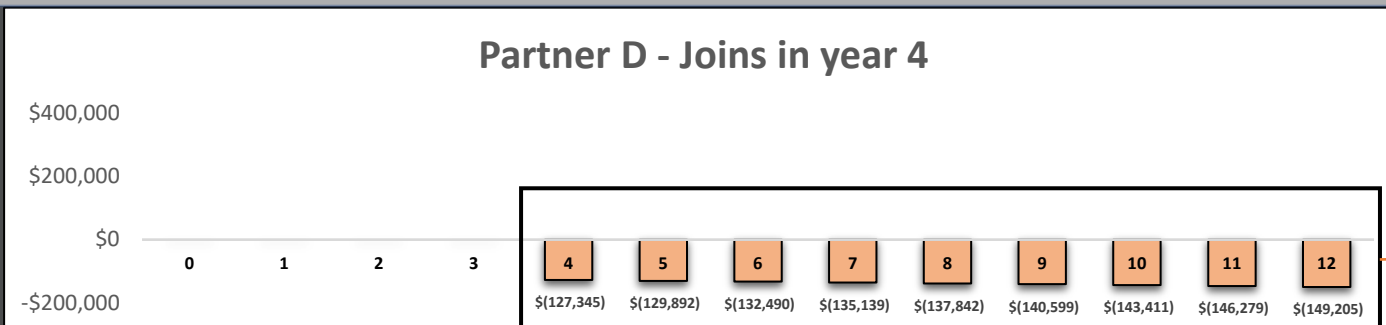 Partner D - Joins in year 4
$400,000
$200,000
$0
0 1 2 3 4 5 6 7 8 9 10 11 12
-$200,000
$(127,345) $(129,892) $(132,490) $(135,139) $(137,842) $(140,599) $(143,411) $(146,279) $(149,205)